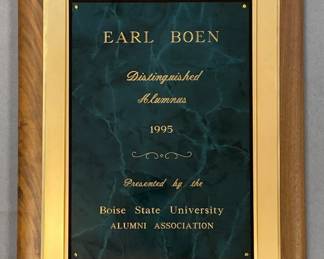 EARL BOEN
Distinguished
Alumnus
1995
Presented by the
Boise State University
ALUMNI ASSOCIATION